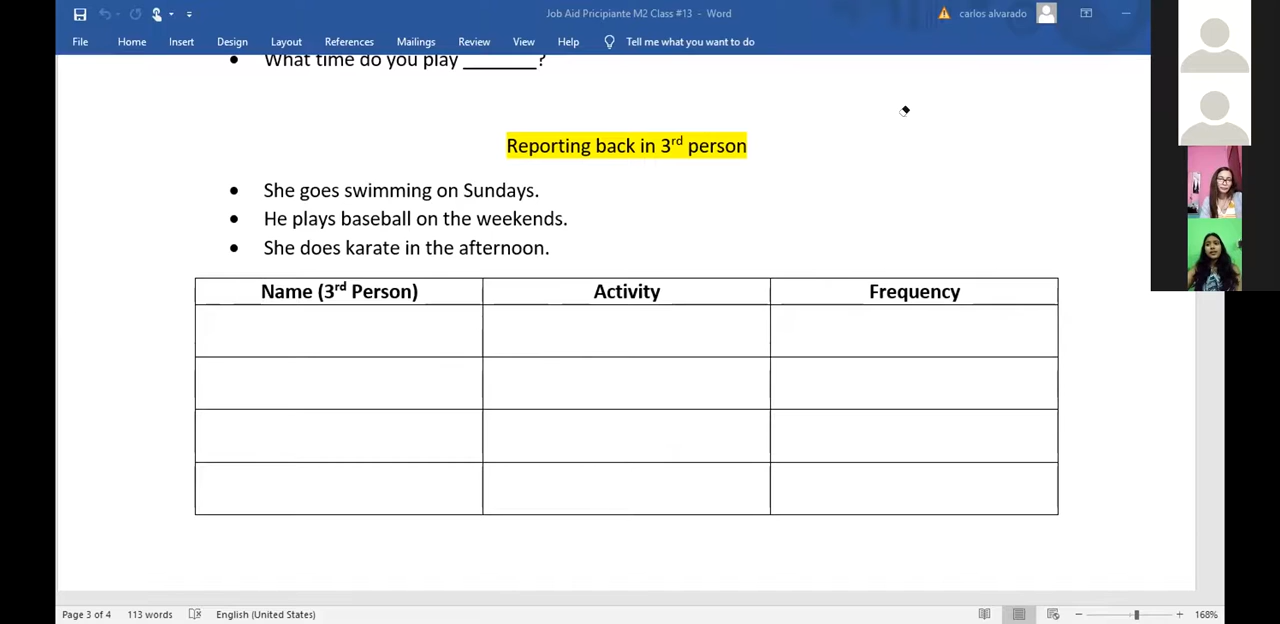 Job Aid Pricipiante M2 Class #13 - Word
carlos alvarado
File Home Insert Design Layout References Mailings Review View Help Tell me what you want to do
• What time do you play _______?
Reporting back in 3rd person
• She goes swimming on Sundays.
• He plays baseball on the weekends.
• She does karate in the afternoon.
Name (3rd Person) Activity Frequency
Page 3 of 4 113 words English (United States) 168%